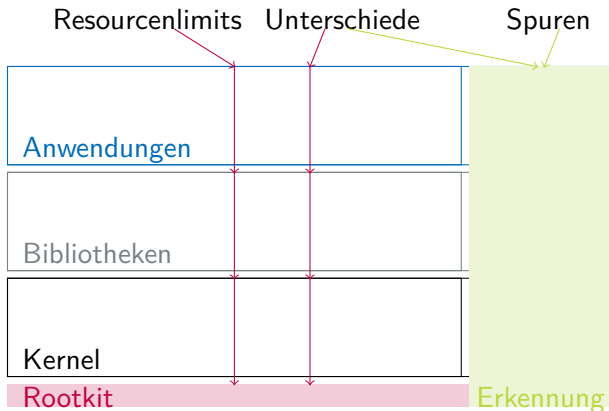 Resourcenlimits Unterschiede Spuren
Anwendungen
Bibliotheken
Kernel
Rootkit Erkennung